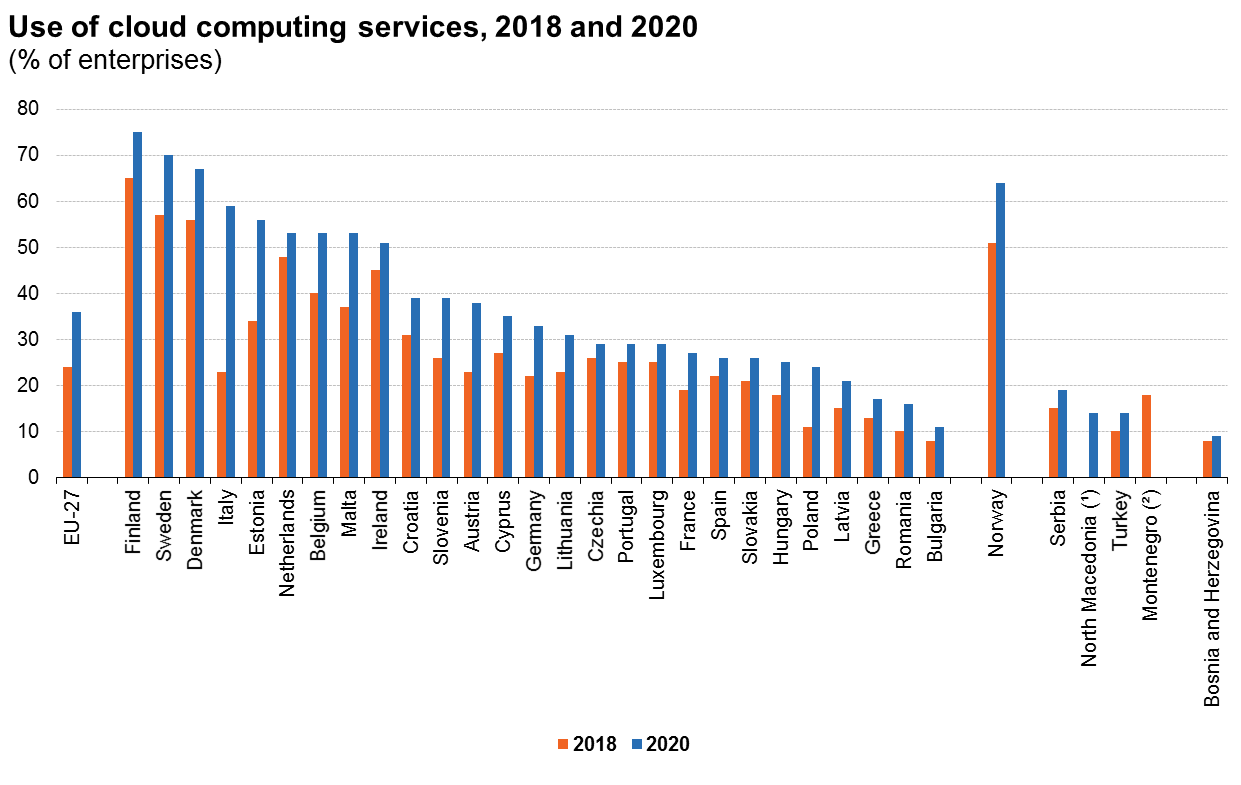 Use of cloud computing services, 2018 and 2020
(% of enterprises)
80
70
60
50
40
30
20
10
0
EU-27
Finland
Sweden
Denmark
Italy
Estonia
Netherlands
Belgium
Malta
Ireland
Croatia
Slovenia
Austria
Cyprus
Germany
Lithuania
Czechia
Portugal
Luxembourg
France
Spain
Slovakia
Hungary
Poland
Latvia
Greece
Romania
Bulgaria
Norway
Serbia
North Macedonia (¹)
Turkey
Montenegro (²)
Bosnia and Herzegovina
2018 2020